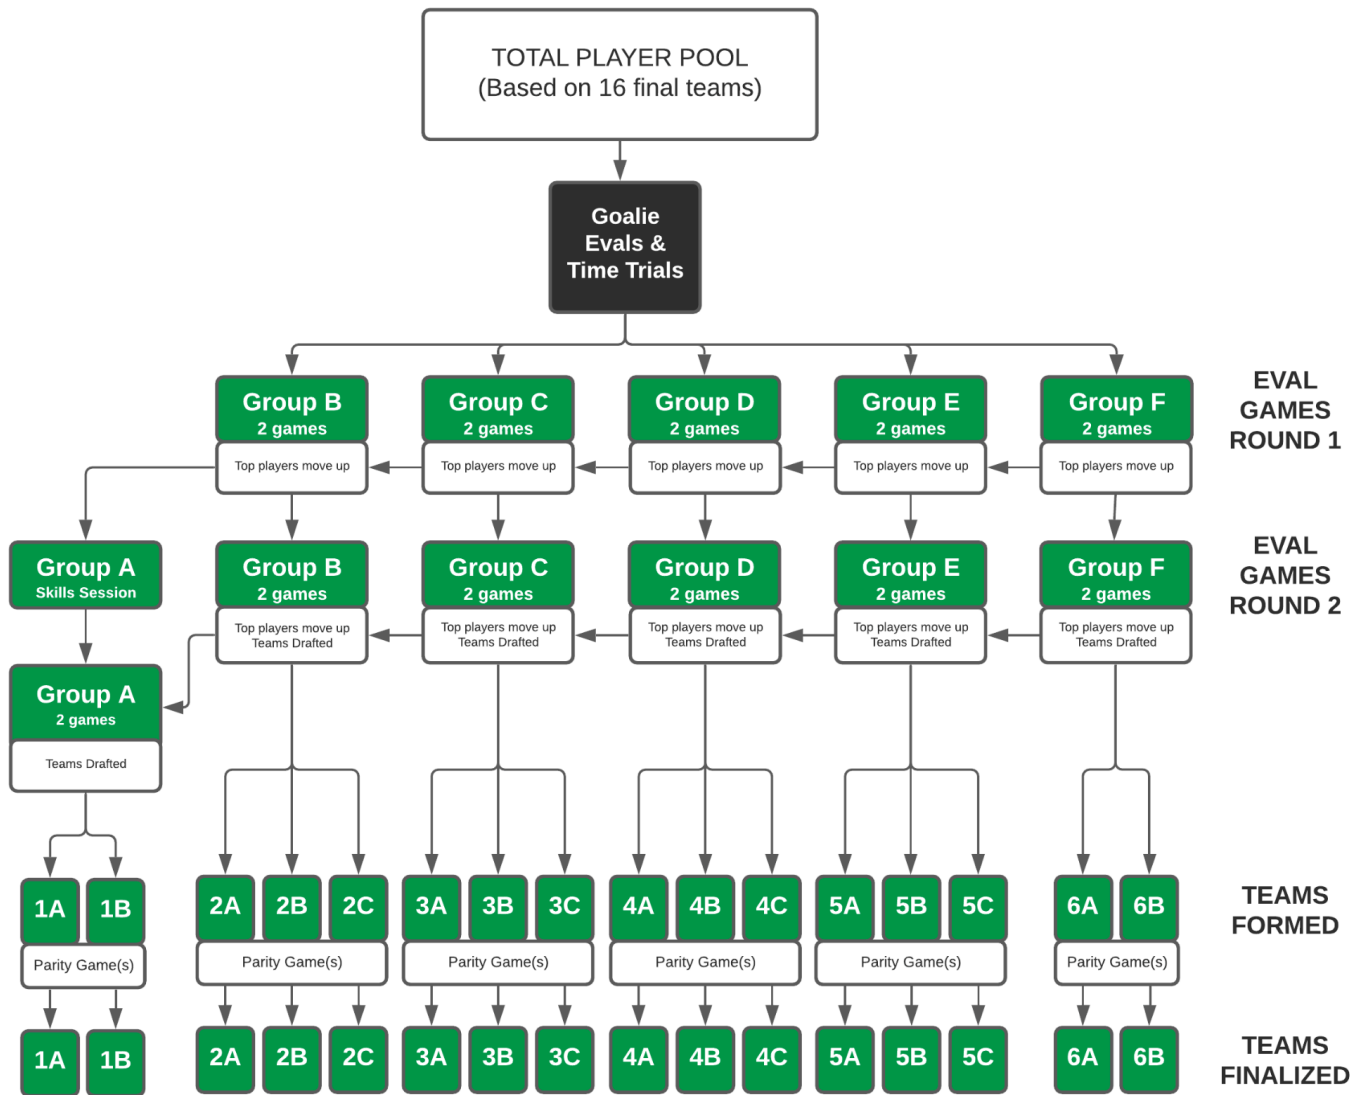 TOTAL PLAYER POOL
(Based on 16 final teams)
Goalie
Evals &
Time Trials
Group B
2 games
Top players move up
Group C
2 games
Top players move up
Group D
2 games
Top players move up
Group E
2 games
Top players move up
Group F
2 games
Top players move up
EVAL
GAMES
ROUND 1
Group A
Skills Session
Group B
2 games
Top players move up
Teams Drafted
Group C
2 games
Top players move up
Teams Drafted
Group D
2 games
Top players move up
Teams Drafted
Group E
2 games
Top players move up
Teams Drafted
Group F
2 games
Top players move up
Teams Drafted
EVAL
GAMES
ROUND 2
Group A
2 games
Teams Drafted
1A
1B
2A
2B
2C
3A
3B
3C
4A
4B
4C
5A
5B
5C
6A
6B
TEAMS
FORMED
Parity Game(s)
Parity Game(s)
Parity Game(s)
Parity Game(s)
Parity Game(s)
Parity Game(s)
1A
1B
2A
2B
2C
3A
3B
3C
4A
4B
4C
5A
5B
5C
6A
6B
TEAMS
FINALIZED